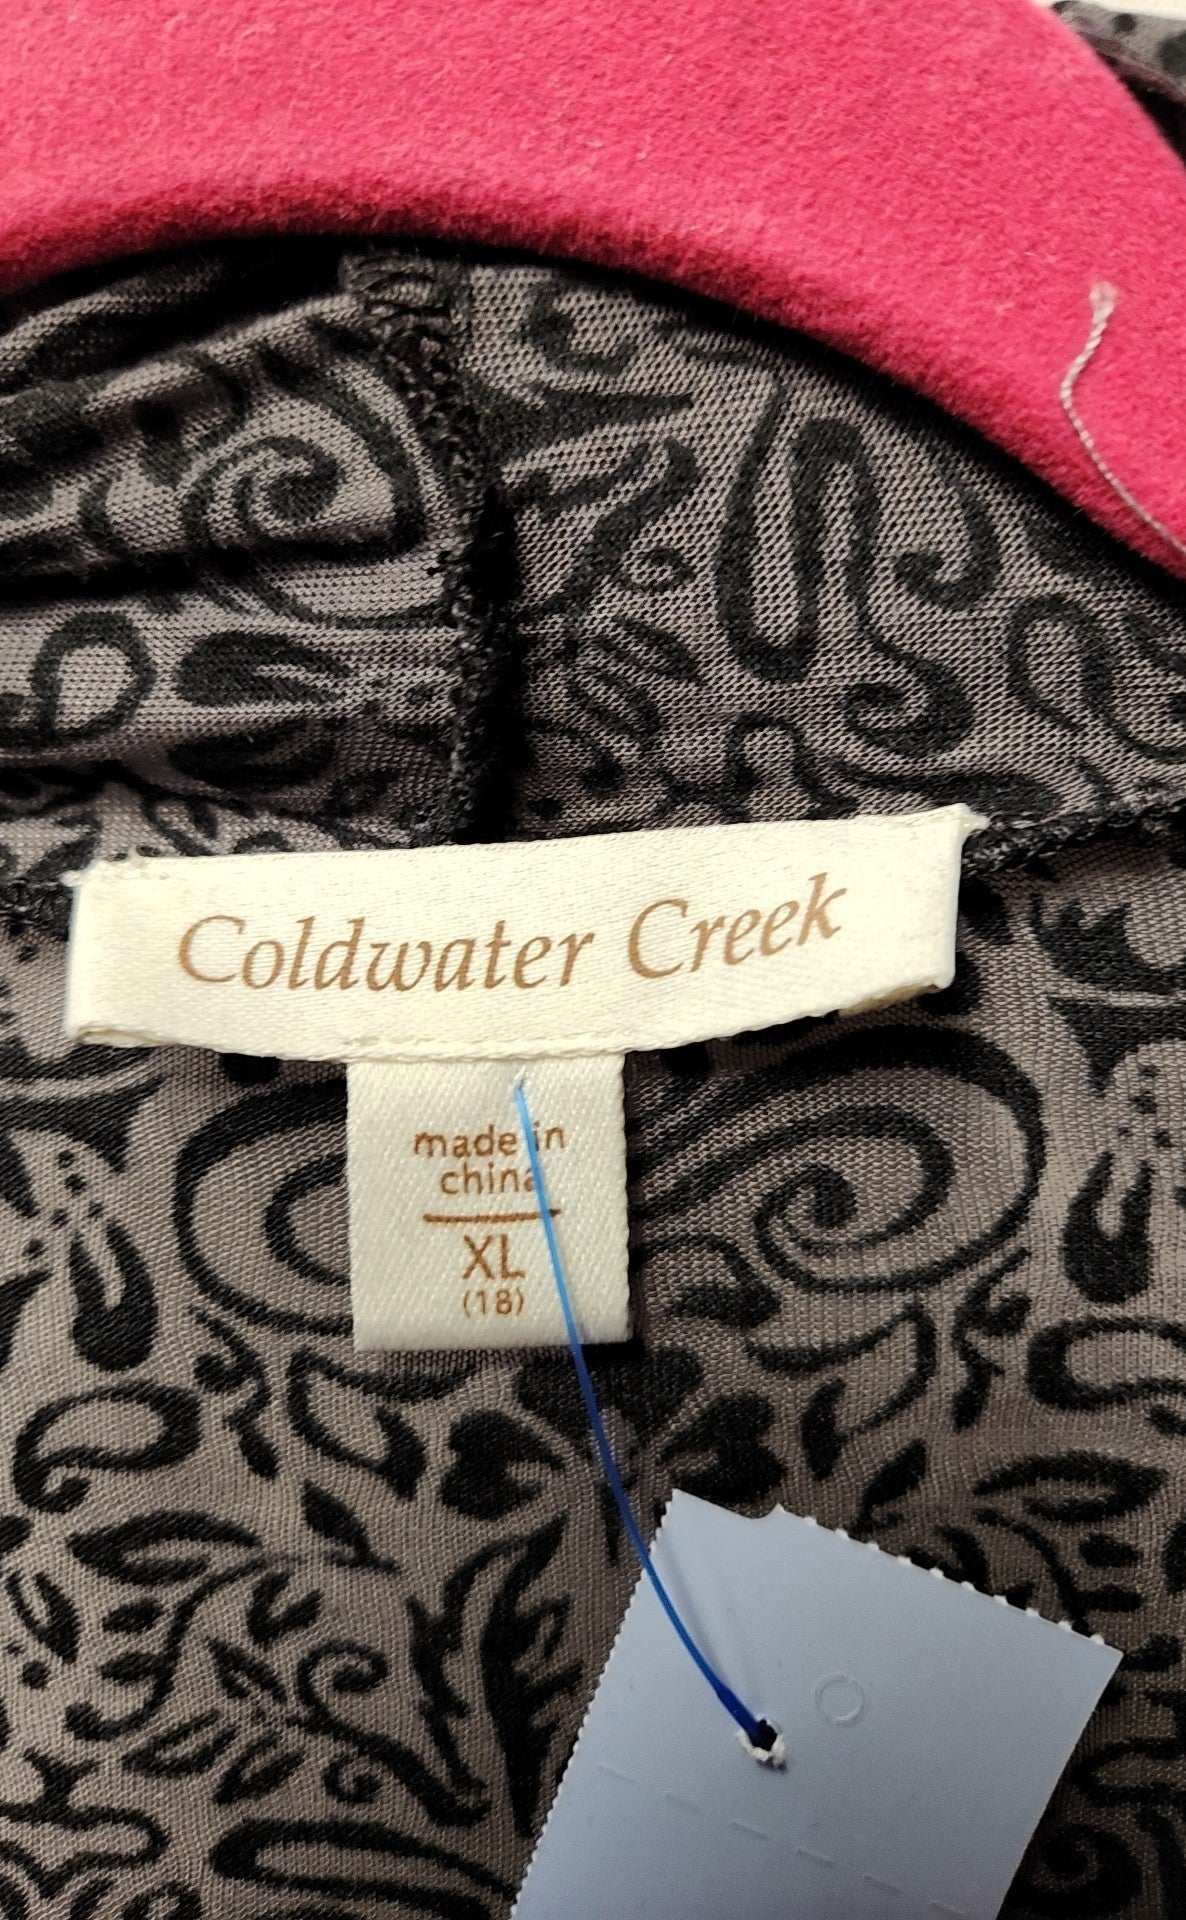 Coldwater Creek
made in
china
XL
(18)